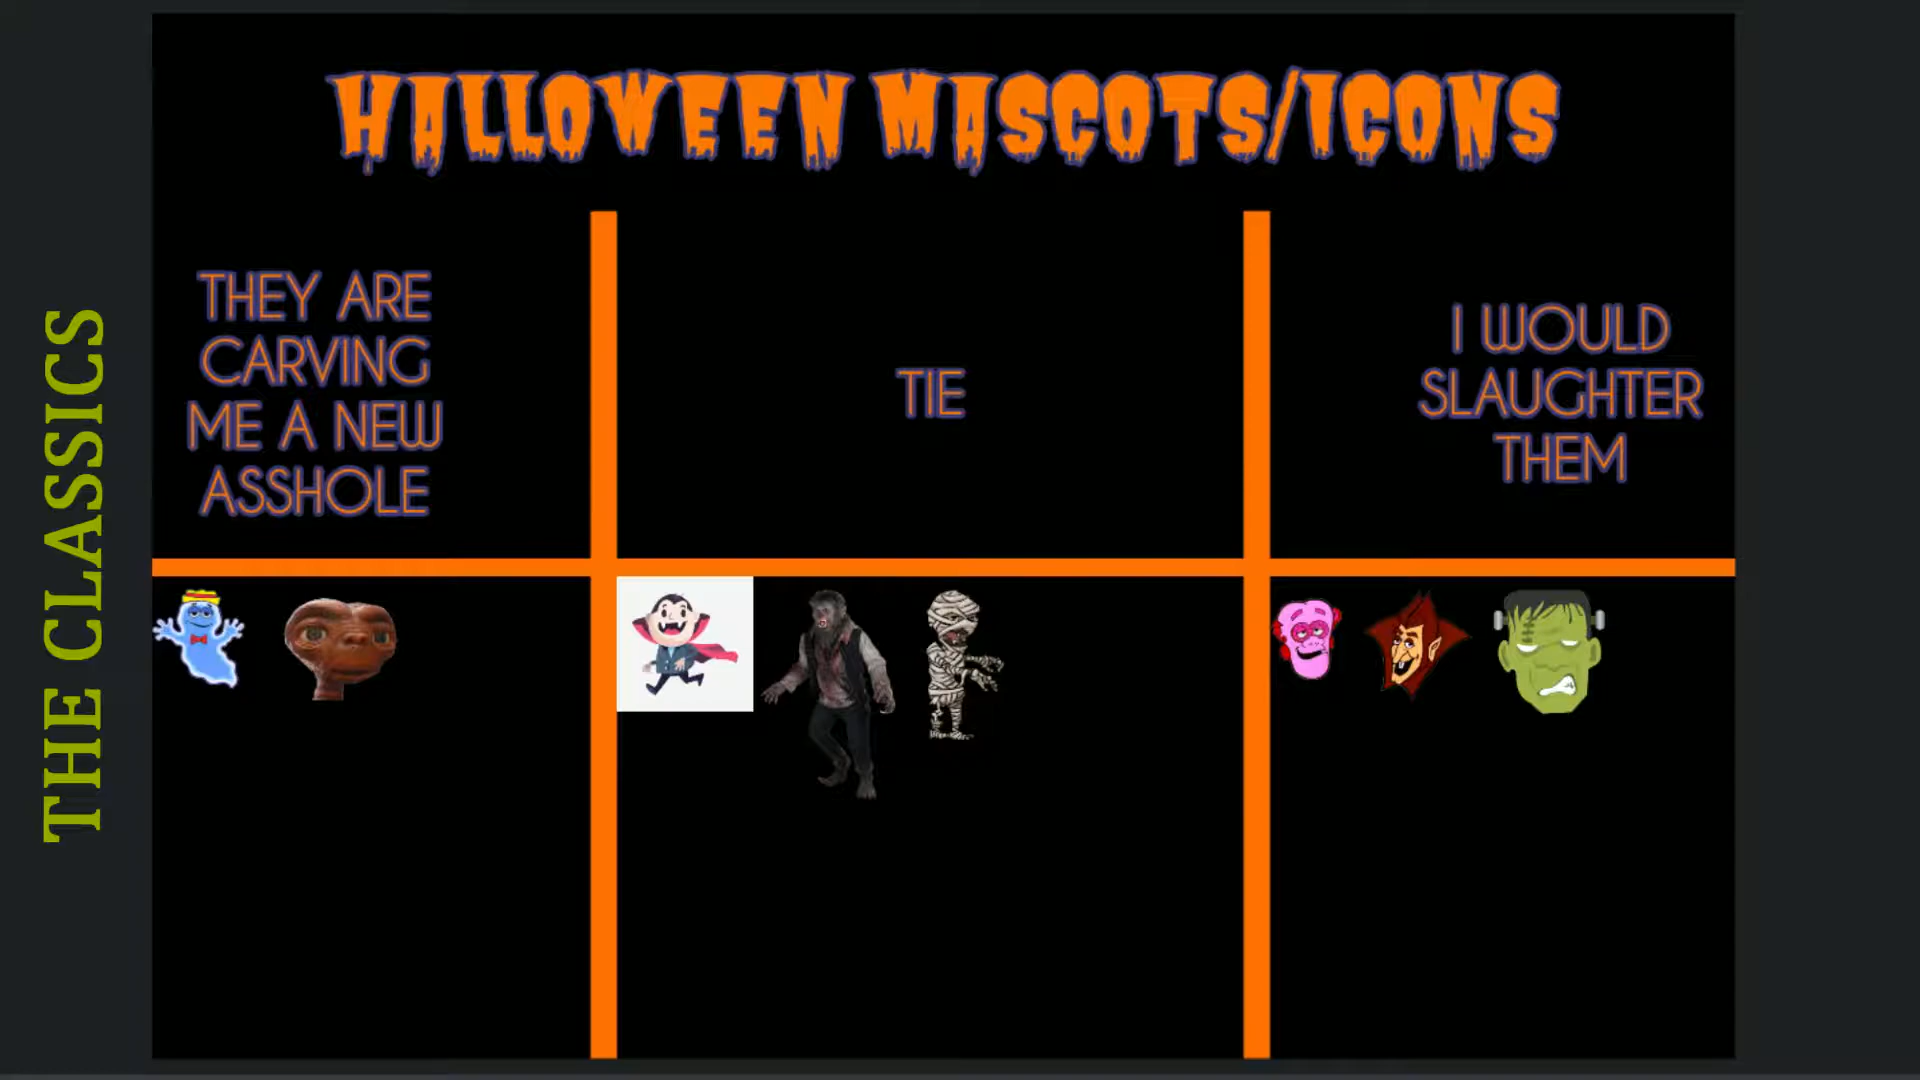 HALLOWEEN MASCOTS/ICONS
THE CLASSICS
THEY ARE
CARVING
ME A NEW
ASSHOLE
TIE
I WOULD
SLAUGHTER
THEM